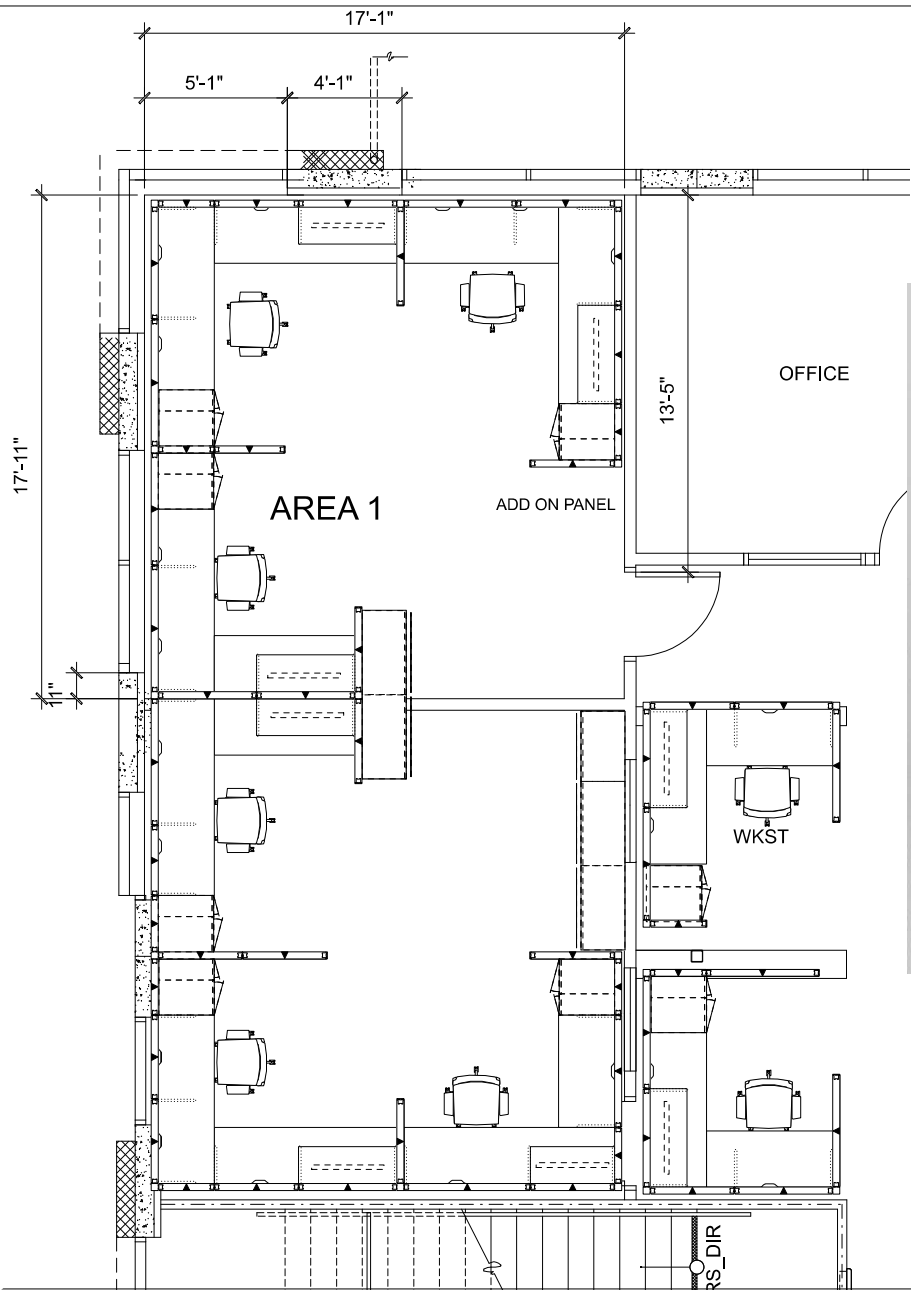 17'-1"
5'-1"
4'-1"
OFFICE
13'-5"
17'-11"
AREA 1
ADD ON PANEL
11"
WKST
RS_DIR